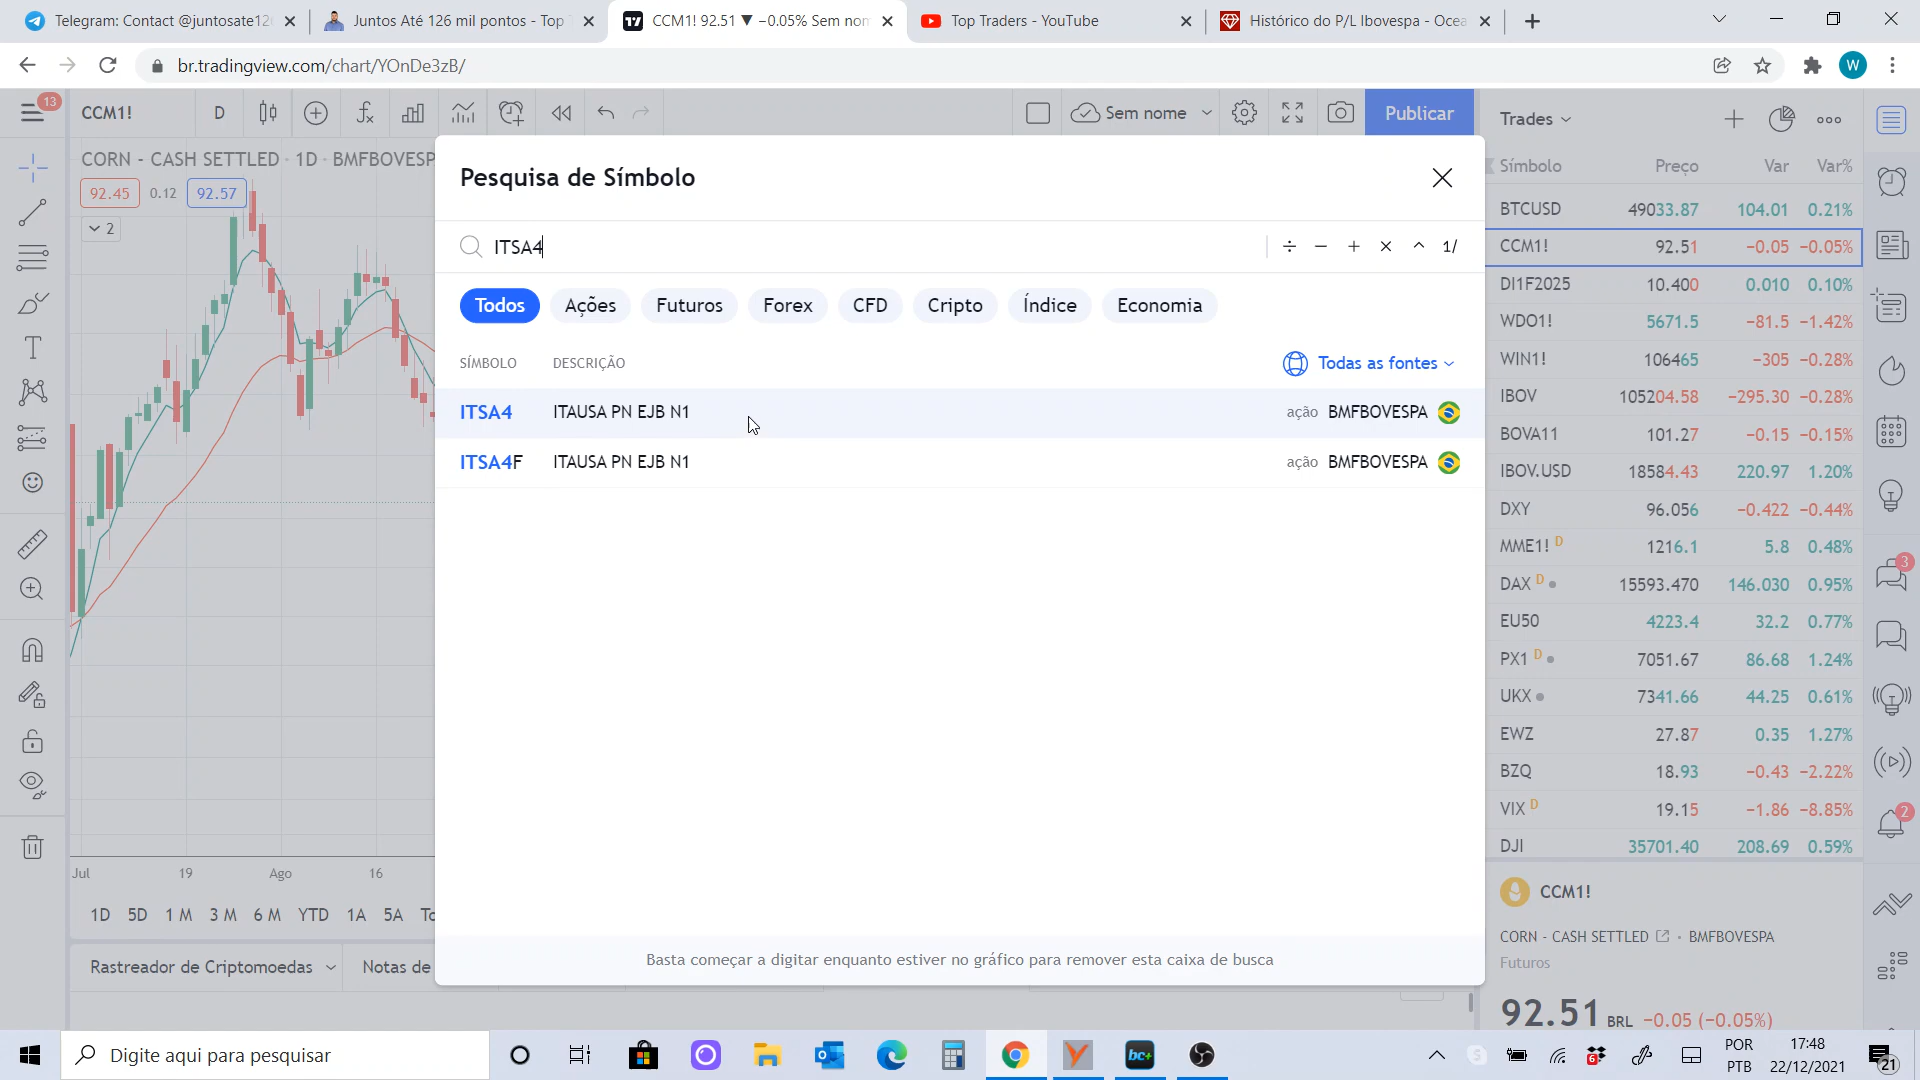 Telegram: Contact @juntosate12
Juntos Até 126 mil pontos - Top
CCM1! 92.51 ▼ −0.05% Sem nom
Top Traders - YouTube
Histórico do P/L Ibovespa - Ocea
br.tradingview.com/chart/YOnDe3zB/
W
13
CCM1!
D
Sem nome
Publicar
Trades
CORN - CASH SETTLED · 1D · BMFBOVESP
92.45
0.12
92.57
2
Pesquisa de Símbolo
ITSA4
÷ − + × ^ 1/
Todos
Ações
Futuros
Forex
CFD
Cripto
Índice
Economia
SÍMBOLO
DESCRIÇÃO
Todas as fontes
ITSA4 ITAUSA PN EJB N1 ação BMFBOVESPA
ITSA4F ITAUSA PN EJB N1 ação BMFBOVESPA
Basta começar a digitar enquanto estiver no gráfico para remover esta caixa de busca
Símbolo Preço Var Var%
BTCUSD 49033.87 104.01 0.21%
CCM1! 92.51 −0.05 −0.05%
DI1F2025 10.400 0.010 0.10%
WDO1! 5671.5 −81.5 −1.42%
WIN1! 106465 −305 −0.28%
IBOV 105204.58 −295.30 −0.28%
BOVA11 101.27 −0.15 −0.15%
IBOV.USD 18584.43 220.97 1.20%
DXY 96.056 −0.422 −0.44%
MME1! D 1216.1 5.8 0.48%
DAX D 15593.470 146.030 0.95%
EU50 4223.4 32.2 0.77%
PX1 D 7051.67 86.68 1.24%
UKX 7341.66 44.25 0.61%
EWZ 27.87 0.35 1.27%
BZQ 18.93 −0.43 −2.22%
VIX D 19.15 −1.86 −8.85%
DJI 35701.40 208.69 0.59%
3
2
CCM1!
CORN - CASH SETTLED · BMFBOVESPA
Futuros
92.51 BRL −0.05 (−0.05%)
Jul 19 Ago 16
1D 5D 1 M 3 M 6 M YTD 1A 5A To
Rastreador de Criptomoedas
Notas de
Digite aqui para pesquisar
bc+
6
POR
PTB
17:48
22/12/2021
21